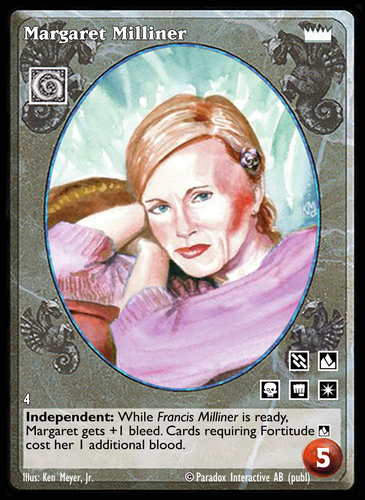 Margaret Milliner
4
Independent: While Francis Milliner is ready,
Margaret gets +1 bleed. Cards requiring Fortitude
cost her 1 additional blood.
5
Illus: Ken Meyer, Jr. © Paradox Interactive AB (publ)